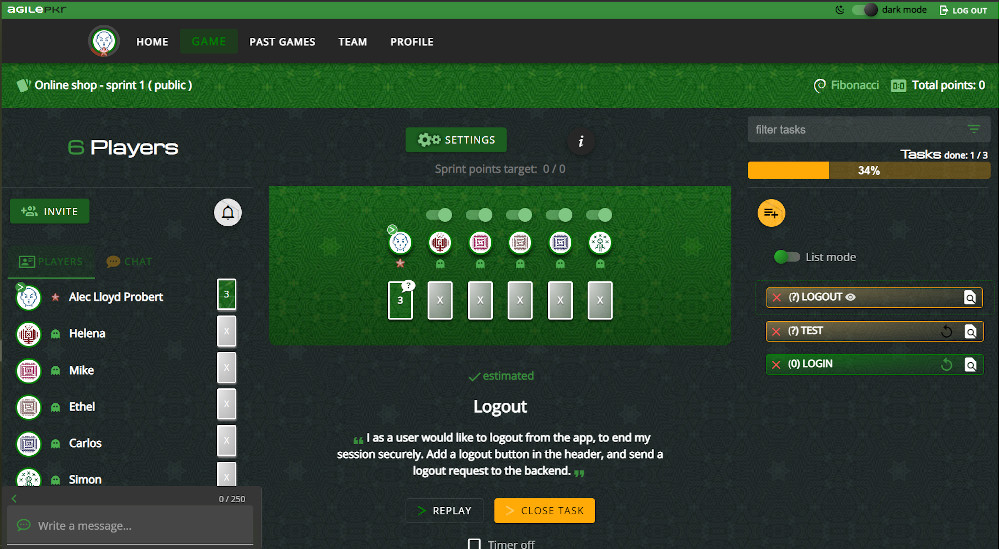 AGILEPKR
dark mode
LOG OUT
HOME
GAME
PAST GAMES
TEAM
PROFILE
Online shop - sprint 1 ( public )
Fibonacci
0:0
Total points: 0
6 Players
INVITE
PLAYERS
CHAT
Alec Lloyd Probert
3
Helena
X
Mike
X
Ethel
X
Carlos
X
Simon
X
0 / 250
Write a message...
SETTINGS
i
Sprint points target: 0 / 0
3
?
X
X
X
X
X
estimated
Logout
I as a user would like to logout from the app, to end my
session securely. Add a logout button in the header, and send a
logout request to the backend.
REPLAY
CLOSE TASK
Timer off
filter tasks
Tasks done: 1 / 3
34%
List mode
(?) LOGOUT
(?) TEST
(0) LOGIN